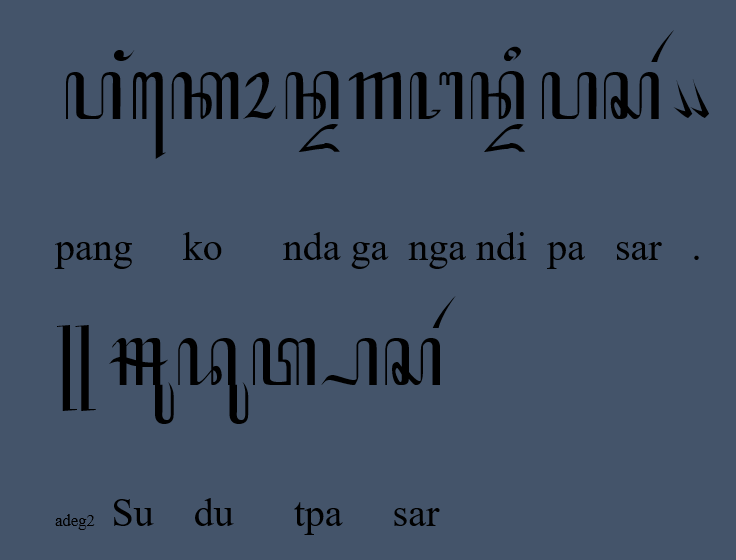 ꦥꦁꦏꦺꦴꦤ꧀ꦢꦒꦔꦤ꧀ꦢꦶꦥꦱꦂ꧉
pang ko nda ga nga ndi pa sar .
꧋ꦯꦸꦢꦸꦠ꧀ꦥꦱꦂ
adeg2 Su du tpa sar